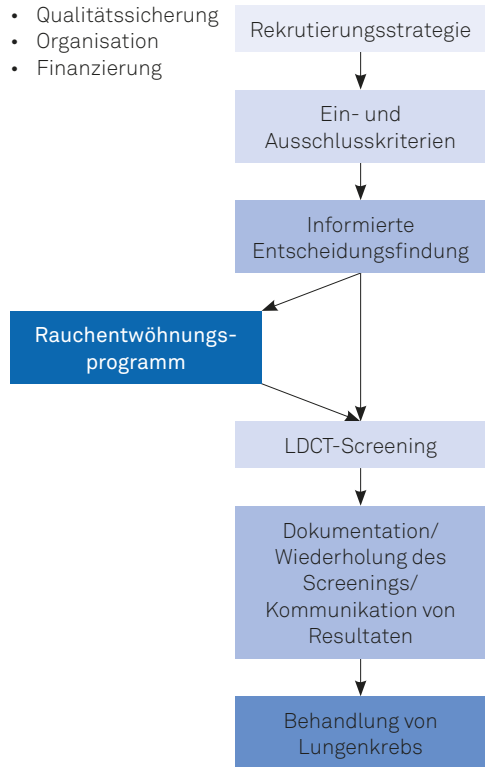 • Qualitätssicherung
• Organisation
• Finanzierung
Rekrutierungsstrategie
Ein- und
Ausschlusskriterien
Informierte
Entscheidungsfindung
Rauchentwöhnungs-
programm
LDCT-Screening
Dokumentation/
Wiederholung des
Screenings/
Kommunikation von
Resultaten
Behandlung von
Lungenkrebs